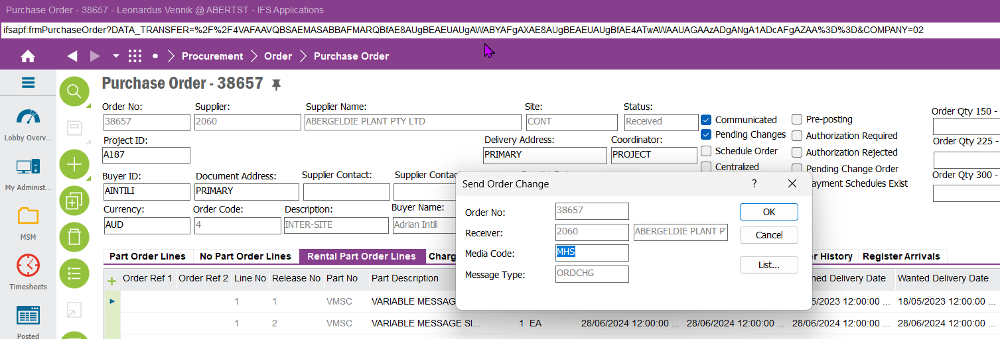 Purchase Order - 38657 - Leonardus Vennik @ ABERTST - IFS Applications
ifsapf:frmPurchaseOrder?DATA_TRANSFER=%2F%2F4VAFAAVQBSAEMASABBAFMARQBfAE8AUgBEAEUAUgAWABYAFgAXAE8AUgBEAEUAUgBfAE4ATwAWAAUAGAAzADgANgA1ADcAFgAZAA%3D%3D&COMPANY=02
Procurement Order Purchase Order
Purchase Order - 38657
Order No: Supplier: Supplier Name: Site: Status:
38657 2060 ABERGELDIE PLANT PTY LTD CONT Received
Communicated Pre-posting Order Qty 150 -
Project ID: Delivery Address: Coordinator: Pending Changes Authorization Required
A187 PRIMARY PROJECT Schedule Order Authorization Rejected Order Qty 225 -
Centralized Pending Change Order
Buyer ID: Document Address: Supplier Contact: Supplier Conta
AINTILI PRIMARY
ayment Schedules Exist Order Qty 300 -
Currency: Order Code: Description: Buyer Name:
AUD 4 INTER-SITE Adrian Intili
Lobby Overv...
My Administ...
MSM
Timesheets
Posted
Send Order Change ?
Order No: 38657 OK
Receiver: 2060 ABERGELDIE PLANT PT Cancel
Media Code: MHS
Message Type: ORDCHG List...
Part Order Lines No Part Order Lines Rental Part Order Lines Charg r History Register Arrivals
Order Ref 1 Order Ref 2 Line No Release No Part No Part Description ned Delivery Date Wanted Delivery Date
1 1 VMSC VARIABLE MESSAGE 5/2023 12:00:00 ... 18/05/2023 12:00:00 ...
1 2 VMSC VARIABLE MESSAGE SI... 1 EA 28/06/2024 12:00:00 ... 28/06/2024 12:00:00 ... 28/06/2024 12:00:00 ... 28/06/2024 12:00:00 ...